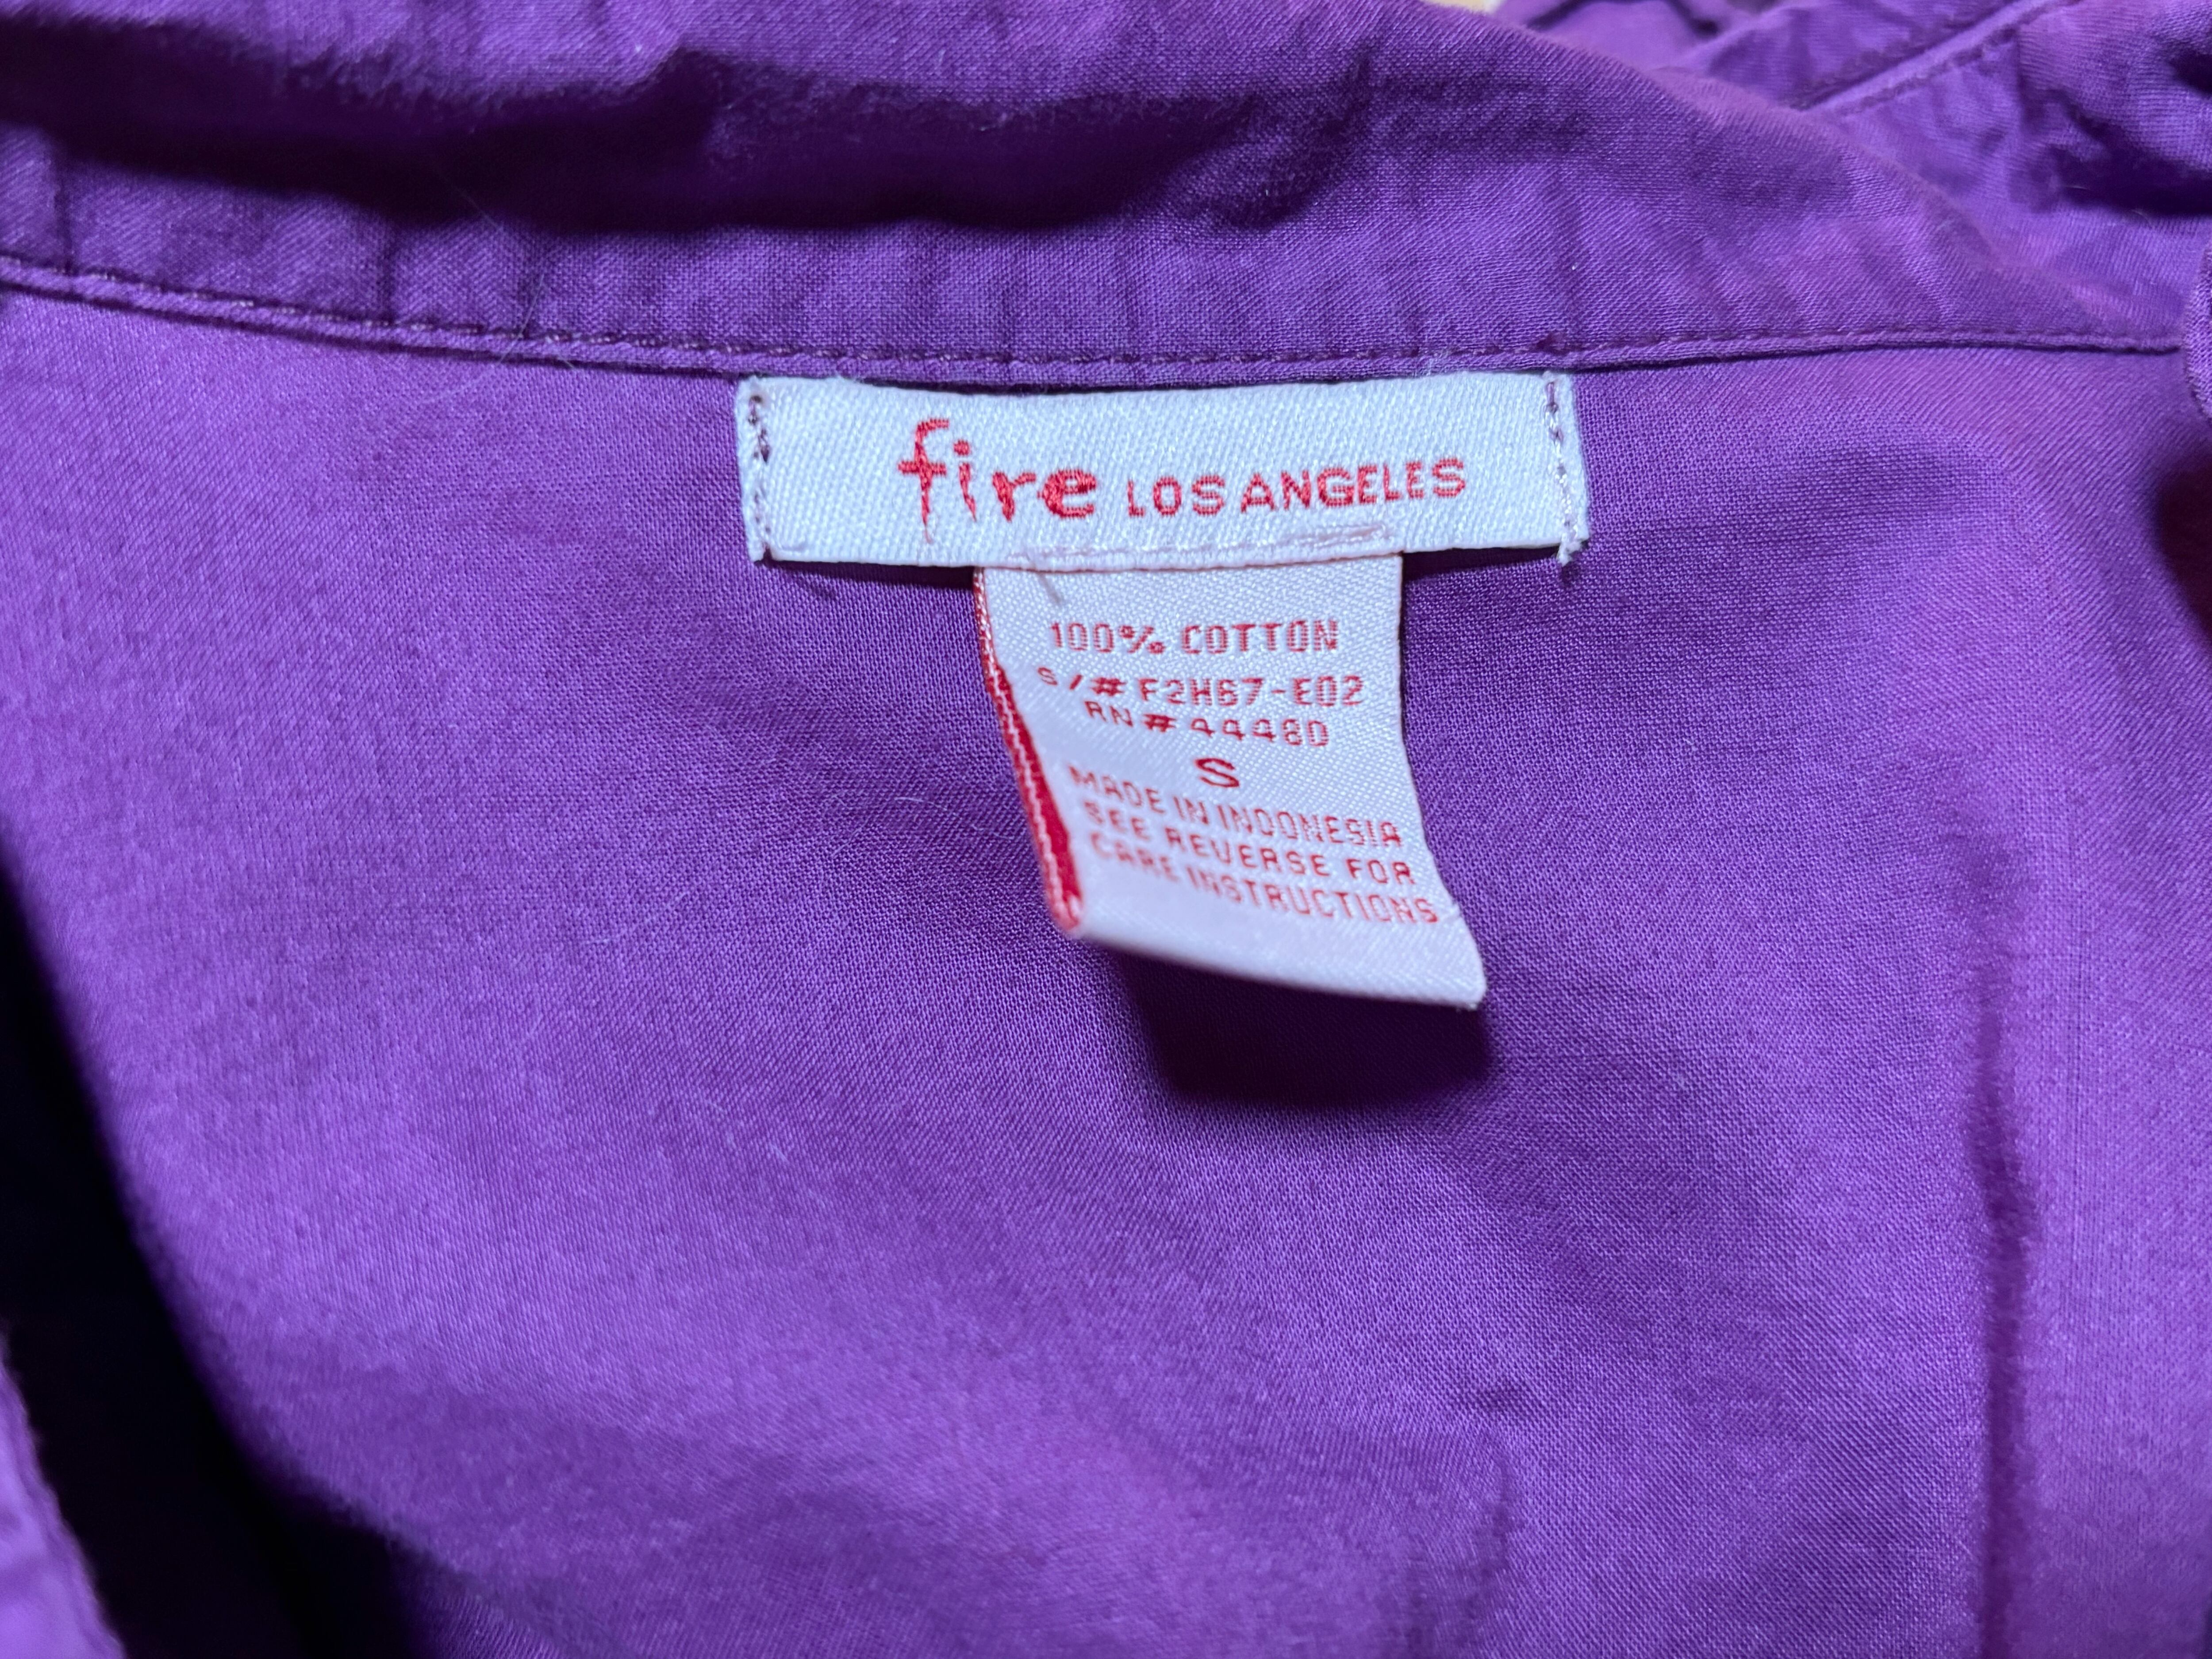 fire LOS ANGELES
100% COTTON
S/# F2H67-E02
RN # 44480
S
MADE IN INDONESIA
SEE REVERSE FOR
CARE INSTRUCTIONS